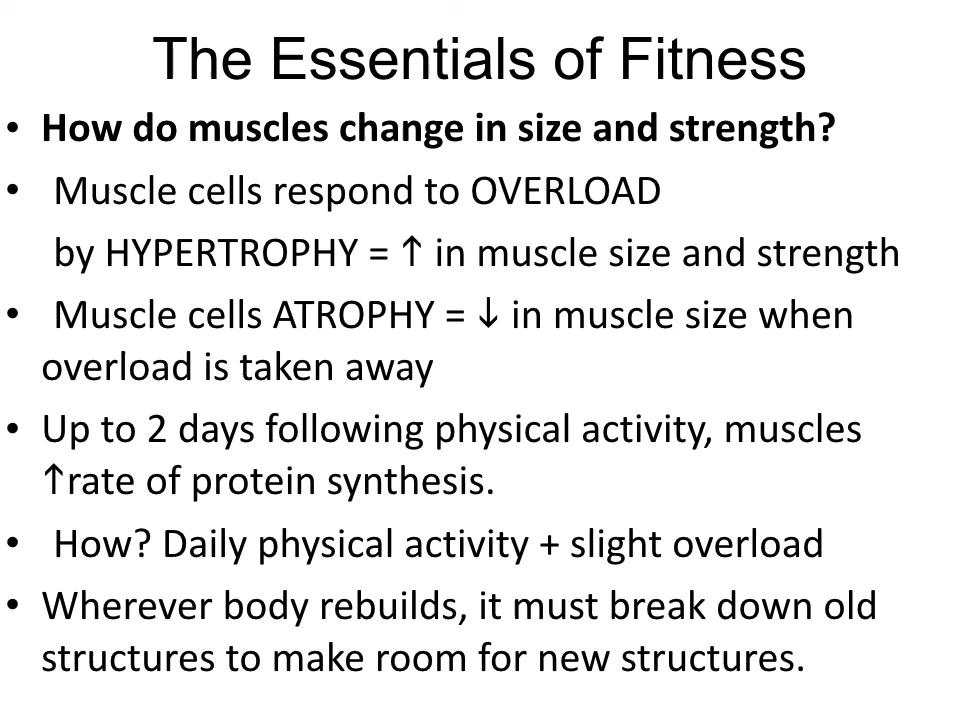 The Essentials of Fitness
• How do muscles change in size and strength?
• Muscle cells respond to OVERLOAD
by HYPERTROPHY = ↑ in muscle size and strength
• Muscle cells ATROPHY = ↓ in muscle size when
overload is taken away
• Up to 2 days following physical activity, muscles
↑rate of protein synthesis.
• How? Daily physical activity + slight overload
• Wherever body rebuilds, it must break down old
structures to make room for new structures.